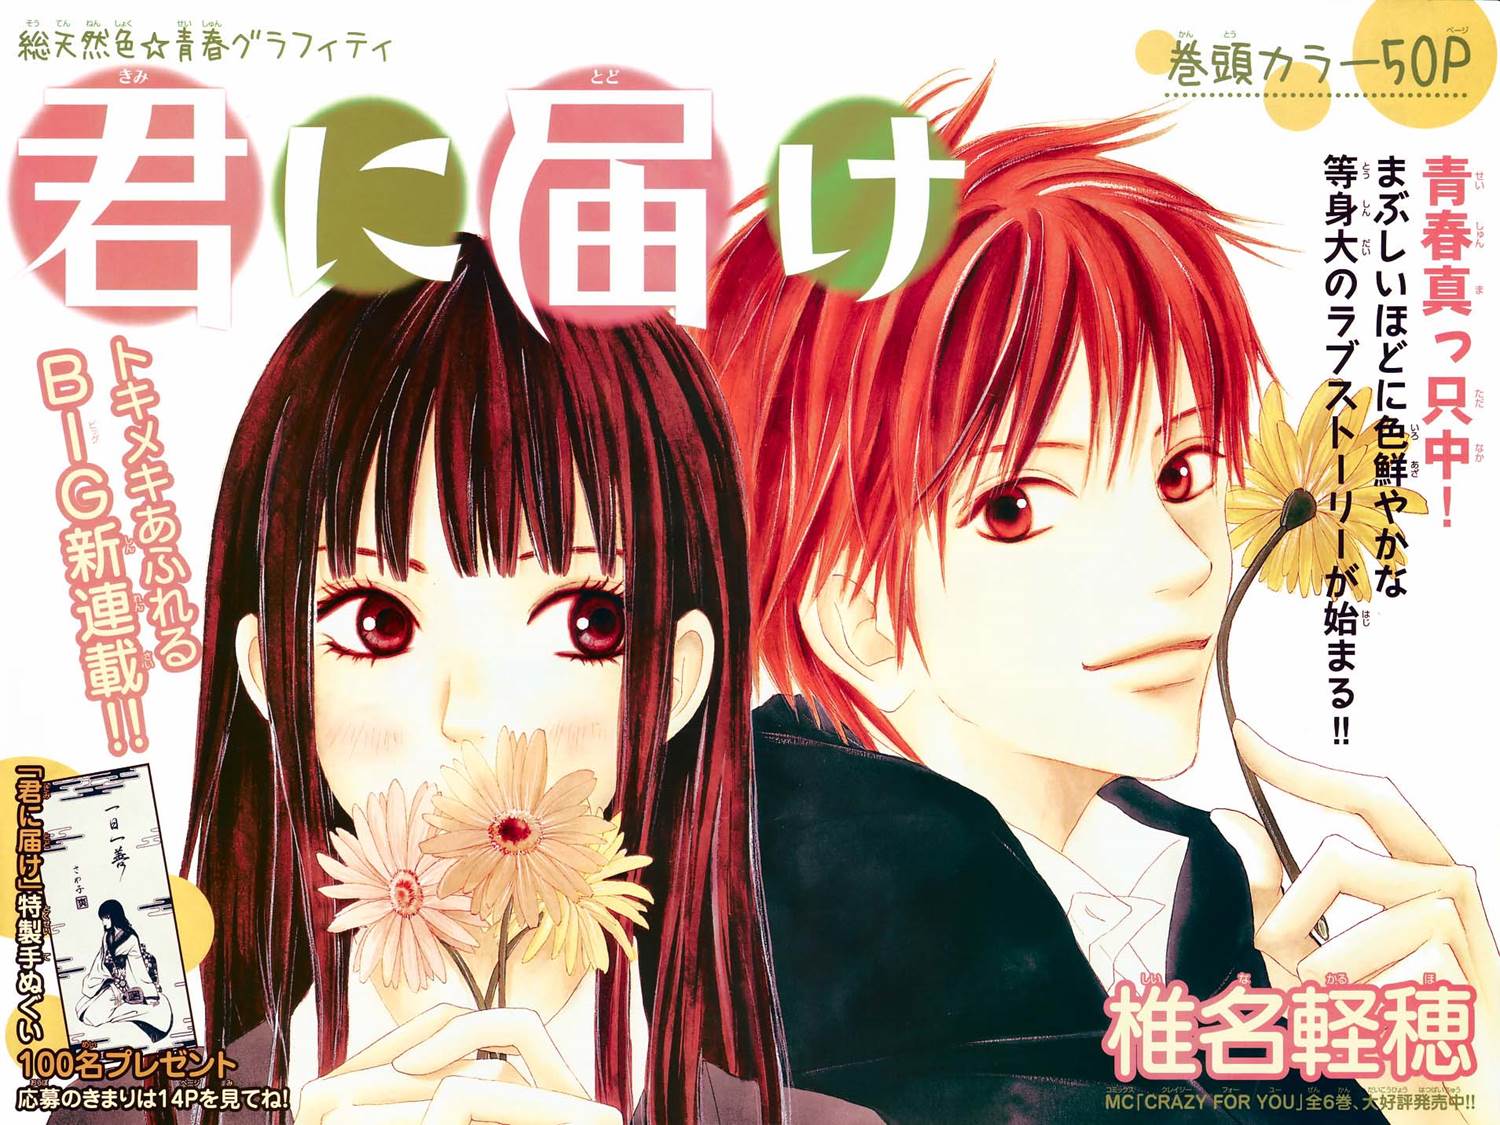 総天然色☆青春グラフィティ
君に届け
巻頭カラー50P
青春真っ只中！
まぶしいほどに色鮮やかな
等身大のラブストーリーが始まる!!
トキメキあふれる
BIG新連載!!
「君に届け」特製手ぬぐい
一日一善
さわ子
100名プレゼント
応募のきまりは14Pを見てね!
椎名軽穂
MC「CRAZY FOR YOU」全6巻、大好評発売中!!